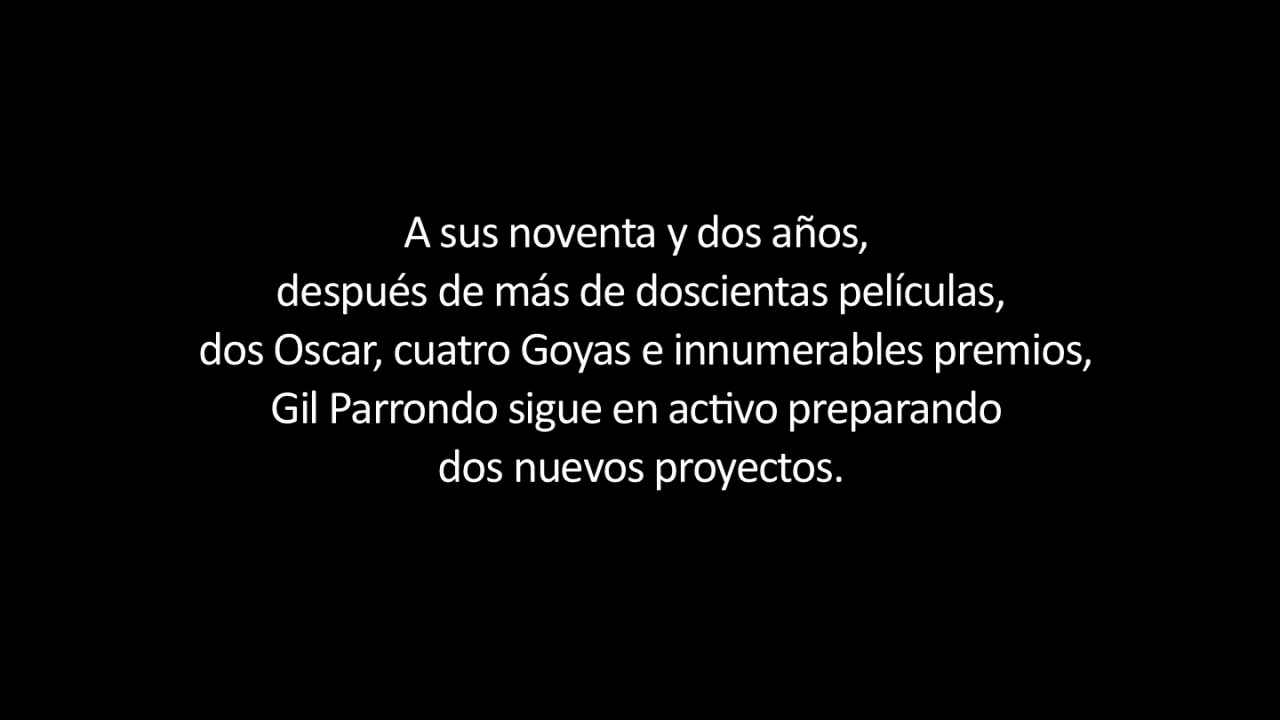 A sus noventa y dos años,
después de más de doscientas películas,
dos Oscar, cuatro Goyas e innumerables premios,
Gil Parrondo sigue en activo preparando
dos nuevos proyectos.